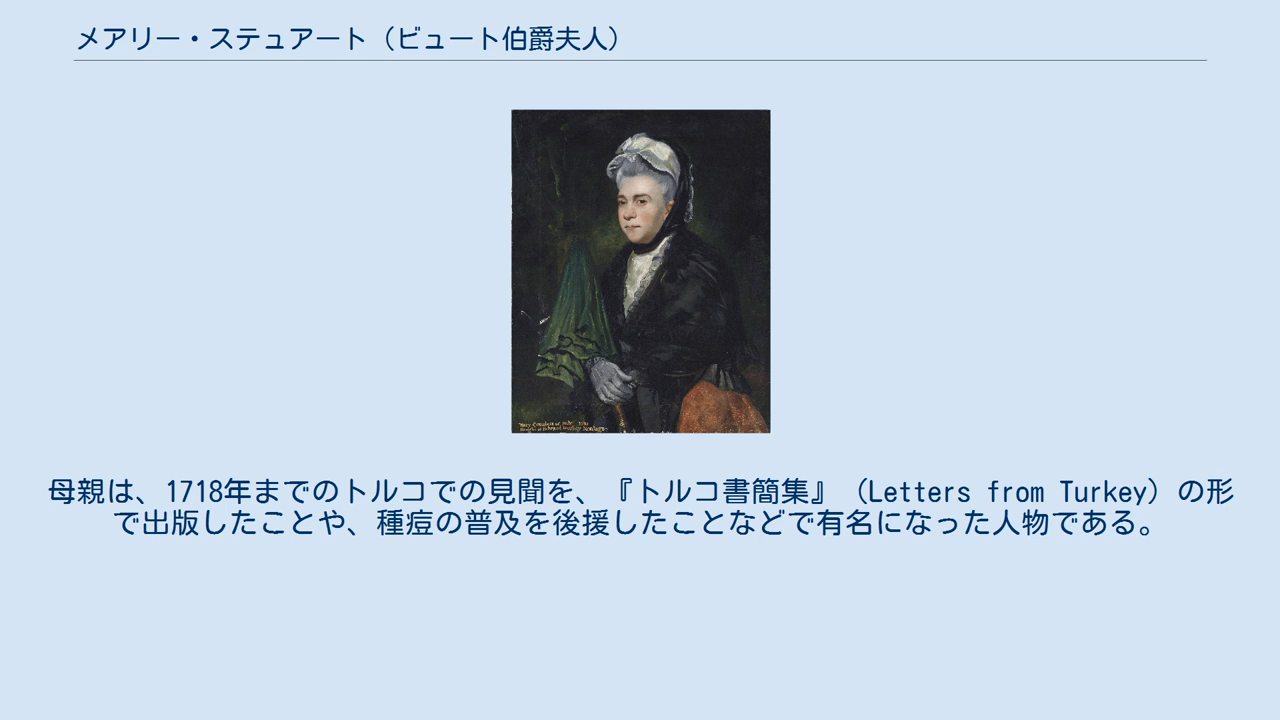 メアリー・ステュアート（ビュート伯爵夫人）
母親は、1718年までのトルコでの見聞を、『トルコ書簡集』（Letters from Turkey）の形
で出版したことや、種痘の普及を後援したことなどで有名になった人物である。